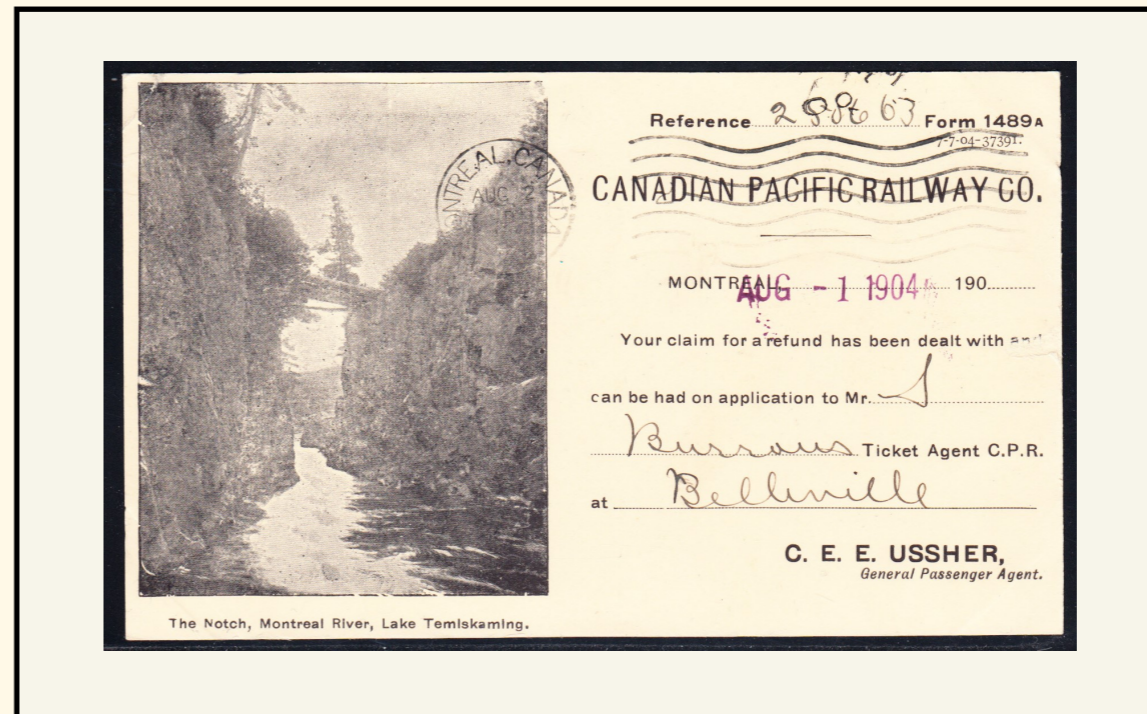 Reference 288663 Form 1489A
7-7-04-37391.
MONTREAL, CANADA
AUG 2
CANADIAN PACIFIC RAILWAY CO.
MONTREAL, AUG -1 1904 190
Your claim for a refund has been dealt with and
can be had on application to Mr. S
Burrows Ticket Agent C.P.R.
at Belleville
C. E. E. USSHER,
General Passenger Agent.
The Notch, Montreal River, Lake Temiskaming.